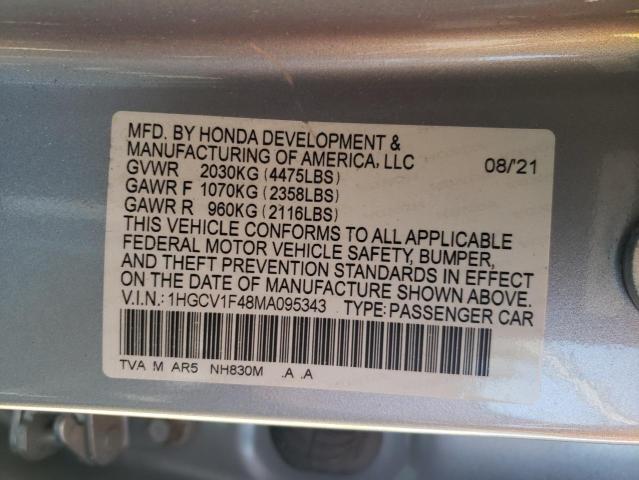 MFD. BY HONDA DEVELOPMENT &
MANUFACTURING OF AMERICA, LLC 08/'21
GVWR 2030KG (4475LBS)
GAWR F 1070KG (2358LBS)
GAWR R 960KG (2116LBS)
THIS VEHICLE CONFORMS TO ALL APPLICABLE
FEDERAL MOTOR VEHICLE SAFETY, BUMPER,
AND THEFT PREVENTION STANDARDS IN EFFECT
ON THE DATE OF MANUFACTURE SHOWN ABOVE.
V.I.N.: 1HGCV1F48MA095343 TYPE: PASSENGER CAR
TVA M AR5 NH830M .A .A